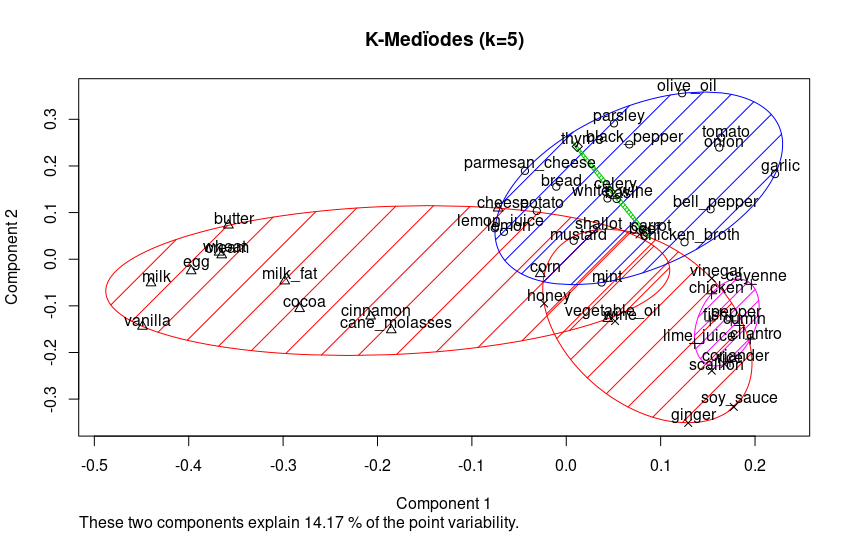 K-Medïodes (k=5)
olive_oil
parsley
thyme
black_pepper
tomato
onion
parmesan_cheese
garlic
bread
celery
white_wine
cheese
potato
bell_pepper
lemon_juice
lemon
shallot
carrot
mustard
chicken_broth
butter
wheat
cream
egg
milk
milk_fat
corn
mint
vinegar
cayenne
chicken
honey
cocoa
vanilla
cinnamon
cane_molasses
vegetable_oil
pepper
cumin
lime_juice
cilantro
coriander
scallion
soy_sauce
ginger
0.3
0.2
0.1
0.0
-0.1
-0.2
-0.3
Component 2
-0.5
-0.4
-0.3
-0.2
-0.1
0.0
0.1
0.2
Component 1
These two components explain 14.17 % of the point variability.